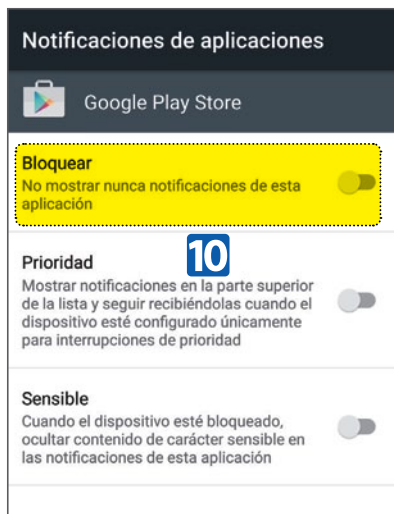 Notificaciones de aplicaciones
Google Play Store
Bloquear
No mostrar nunca notificaciones de esta
aplicación
10
Prioridad
Mostrar notificaciones en la parte superior
de la lista y seguir recibiéndolas cuando el
dispositivo esté configurado únicamente
para interrupciones de prioridad
Sensible
Cuando el dispositivo esté bloqueado,
ocultar contenido de carácter sensible en
las notificaciones de esta aplicación